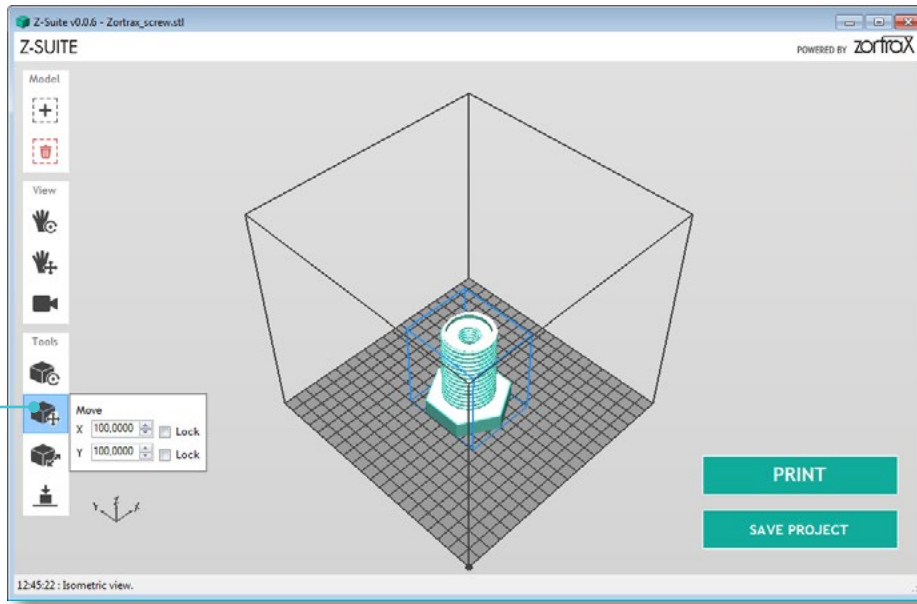 Z-Suite v0.0.6 - Zortrax_screw.stl
Z-SUITE
POWERED BY zortrax
Model
View
Tools
Move
X 100,0000 Lock
Y 100,0000 Lock
Y Z X
PRINT
SAVE PROJECT
12:45:22 : Isometric view.